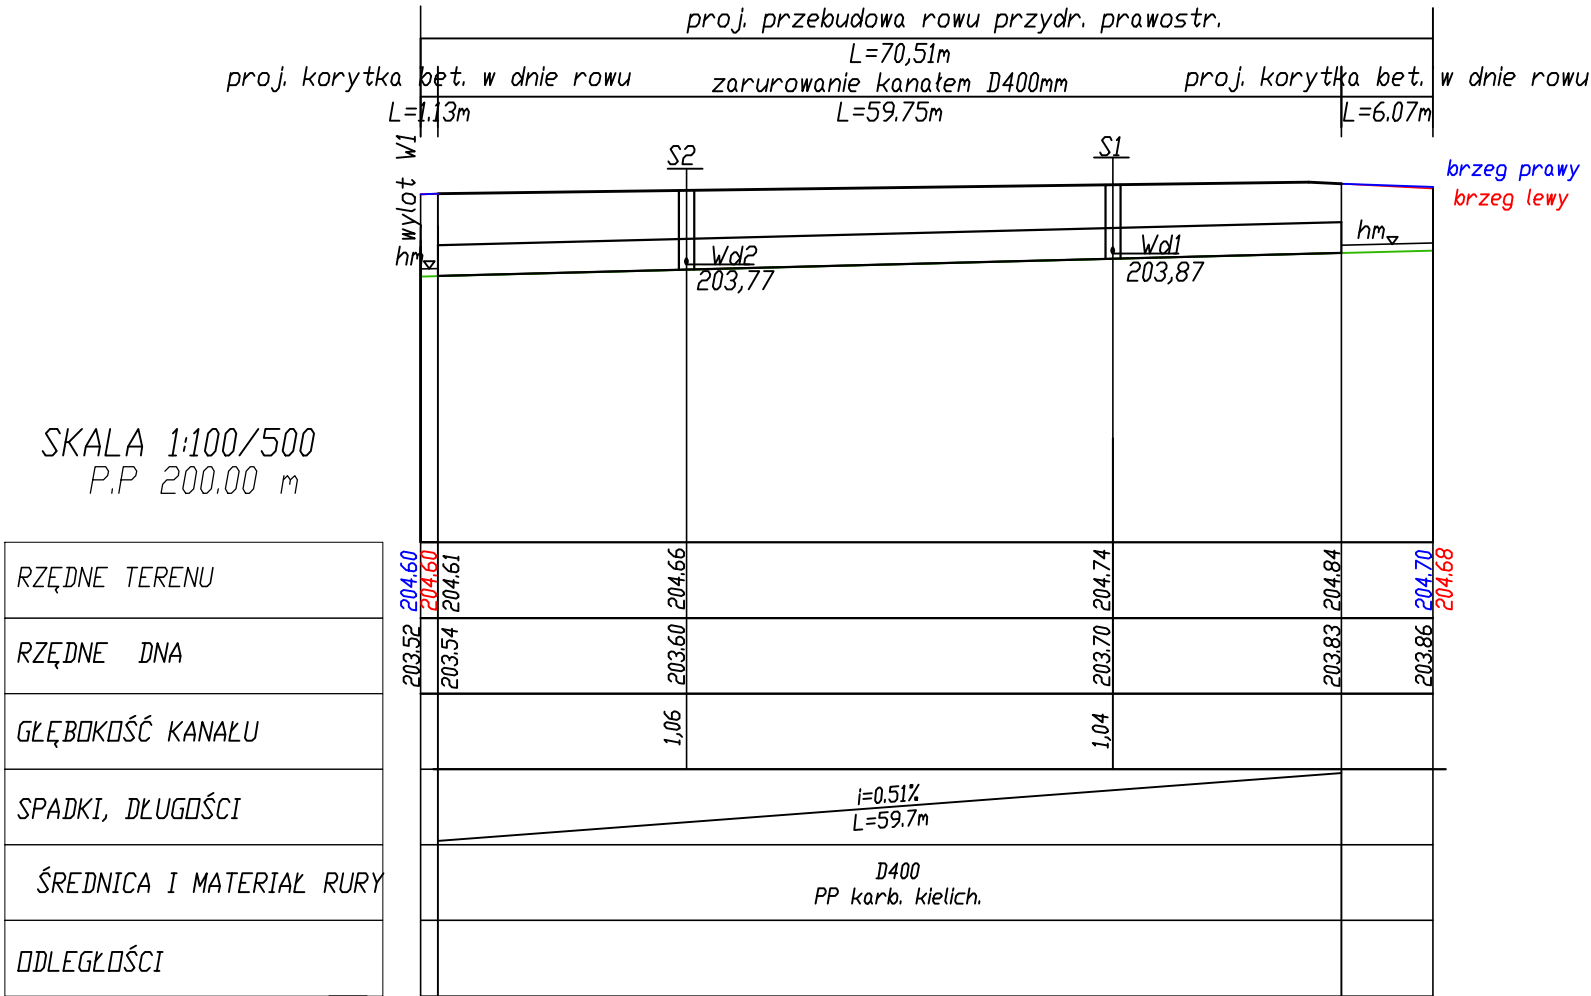 proj. przebudowa rowu przydr. prawostr.
L=70,51m
proj. korytka bet. w dnie rowu
zarurowanie kanałem D400mm
proj. korytka bet. w dnie rowu
L=1.13m
L=59.75m
L=6.07m
wylot W1
S2
S1
brzeg prawy
brzeg lewy
hm
hm
Wd2
203,77
Wd1
203,87
SKALA 1:100/500
P.P 200.00 m
RZĘDNE TERENU
204.60
204.60
204.61
204.66
204.74
204.84
204.70
204.68
RZĘDNE DNA
203.52
203.54
203.60
203.70
203.83
203.86
GŁĘBOKOŚĆ KANAŁU
1,06
1,04
SPADKI, DŁUGOŚCI
i=0.51%
L=59.7m
ŚREDNICA I MATERIAŁ RURY
D400
PP karb. kielich.
ODLEGŁOŚCI